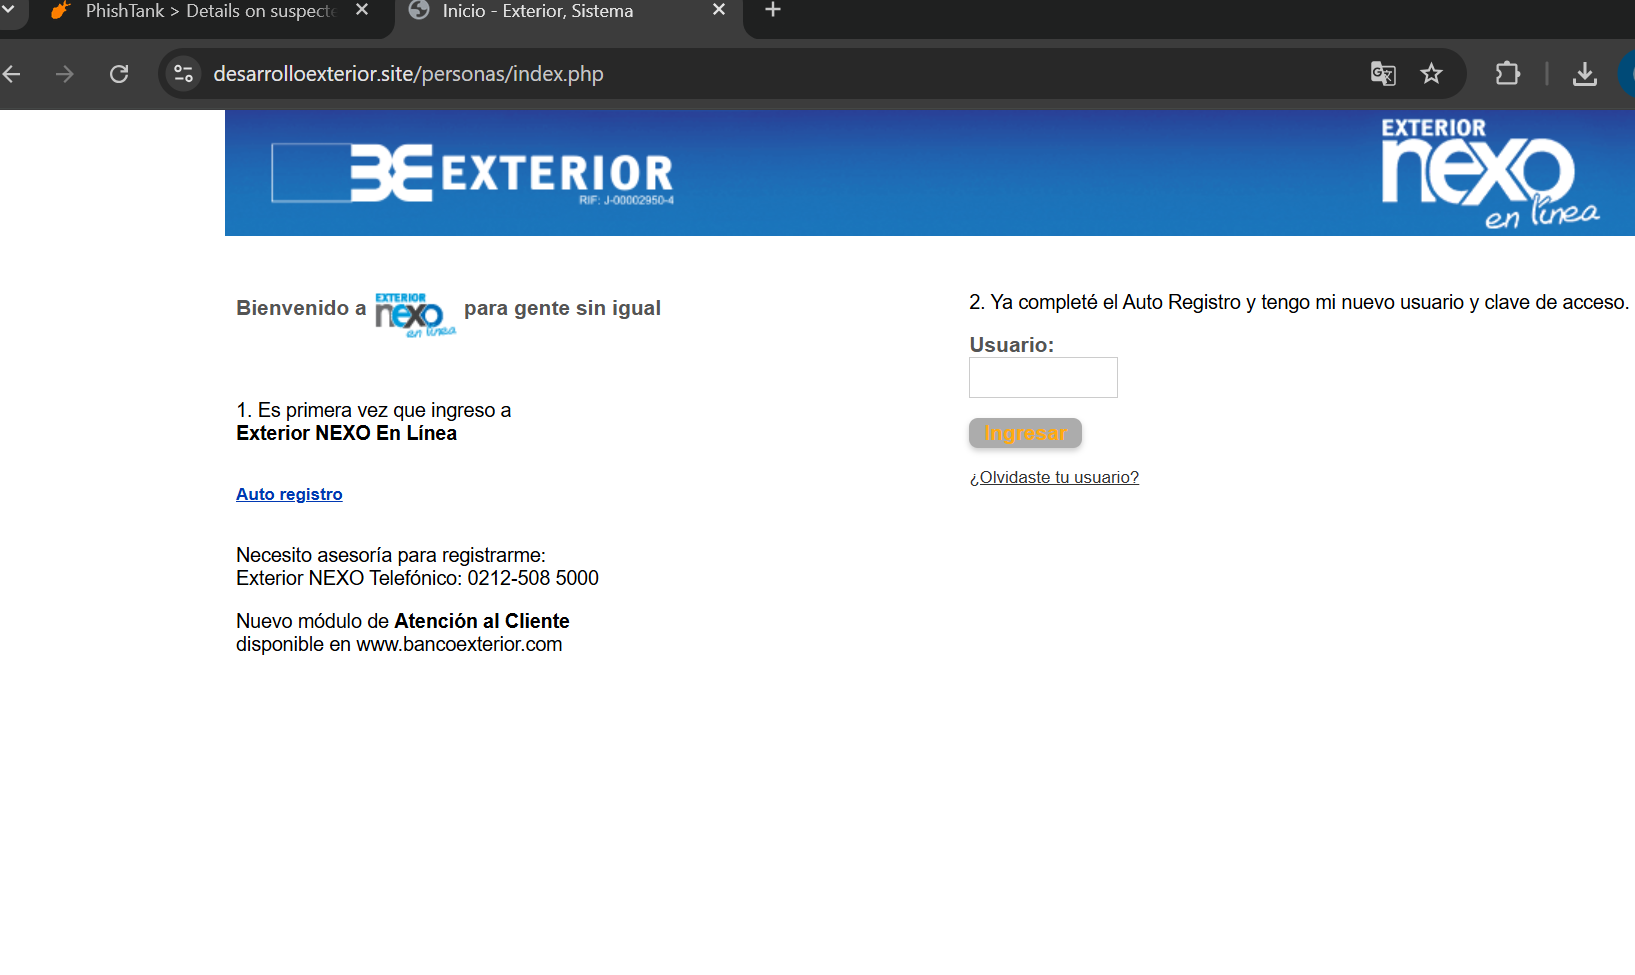 PhishTank > Details on suspecte
Inicio - Exterior, Sistema
desarrolloexterior.site/personas/index.php
EXTERIOR
RIF: J-00002950-4
EXTERIOR
nexo
en línea
Bienvenido a EXTERIOR nexo en línea para gente sin igual
1. Es primera vez que ingreso a
Exterior NEXO En Línea
Auto registro
Necesito asesoría para registrarme:
Exterior NEXO Telefónico: 0212-508 5000
Nuevo módulo de Atención al Cliente
disponible en www.bancoexterior.com
2. Ya completé el Auto Registro y tengo mi nuevo usuario y clave de acceso.
Usuario:
Ingresar
¿Olvidaste tu usuario?